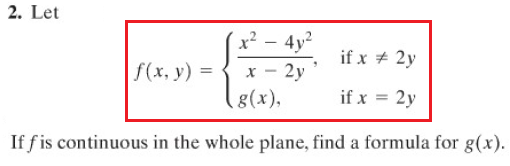 2. Let
f(x, y) = { x² − 4y² / x − 2y, if x ≠ 2y
g(x), if x = 2y
If f is continuous in the whole plane, find a formula for g(x).